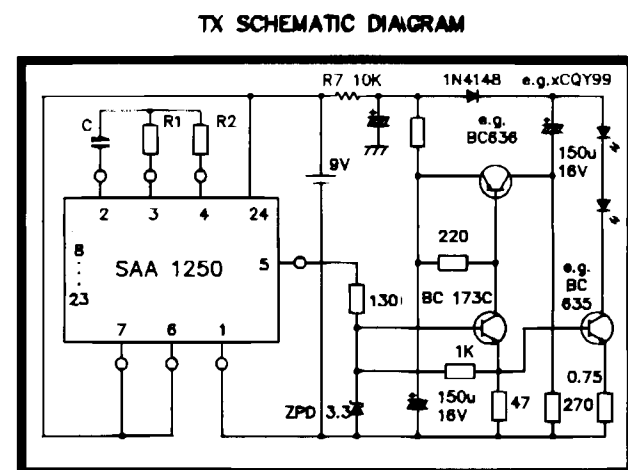 TX SCHEMATIC DIAGRAM
R7 10K
1N4148
e.g.xCQY99
C
R1
R2
e.g.
BC636
150u
16V
9V
2 3 4 24
8
23
SAA 1250
5
220
130
BC 173C
e.g.
BC
635
7 6 1
1K
ZPD 3.3
150u
16V
47
270
0.75